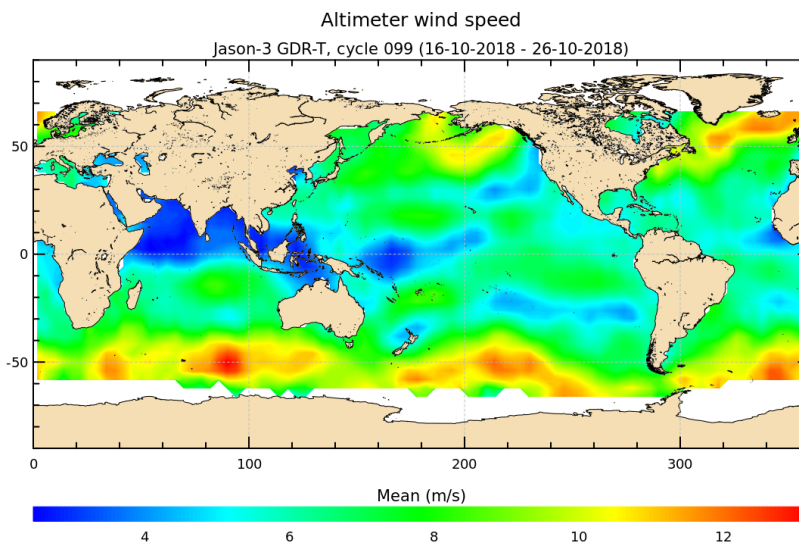 Altimeter wind speed
Jason-3 GDR-T, cycle 099 (16-10-2018 - 26-10-2018)
50
0
-50
0 100 200 300
Mean (m/s)
4 6 8 10 12